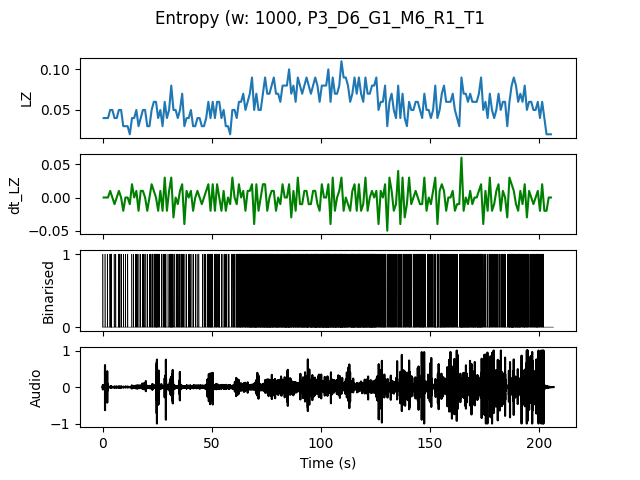 Entropy (w: 1000, P3_D6_G1_M6_R1_T1
0.10
0.05
LZ
0.05
0.00
−0.05
dt_LZ
1
0
Binarised
1
0
−1
Audio
0
50
100
150
200
Time (s)